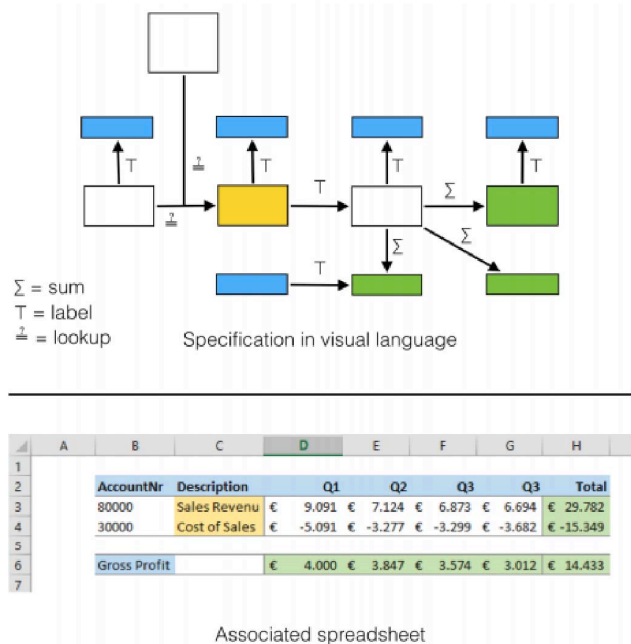 T
T
T
T
≟
T
Σ
≟
Σ
Σ
T
Σ = sum
T = label
≟ = lookup
Specification in visual language
A B C D E F G H
1
2 AccountNr Description Q1 Q2 Q3 Q3 Total
3 80000 Sales Revenu € 9.091 € 7.124 € 6.873 € 6.694 € 29.782
4 30000 Cost of Sales € -5.091 € -3.277 € -3.299 € -3.682 € -15.349
5
6 Gross Profit € 4.000 € 3.847 € 3.574 € 3.012 € 14.433
7
Associated spreadsheet